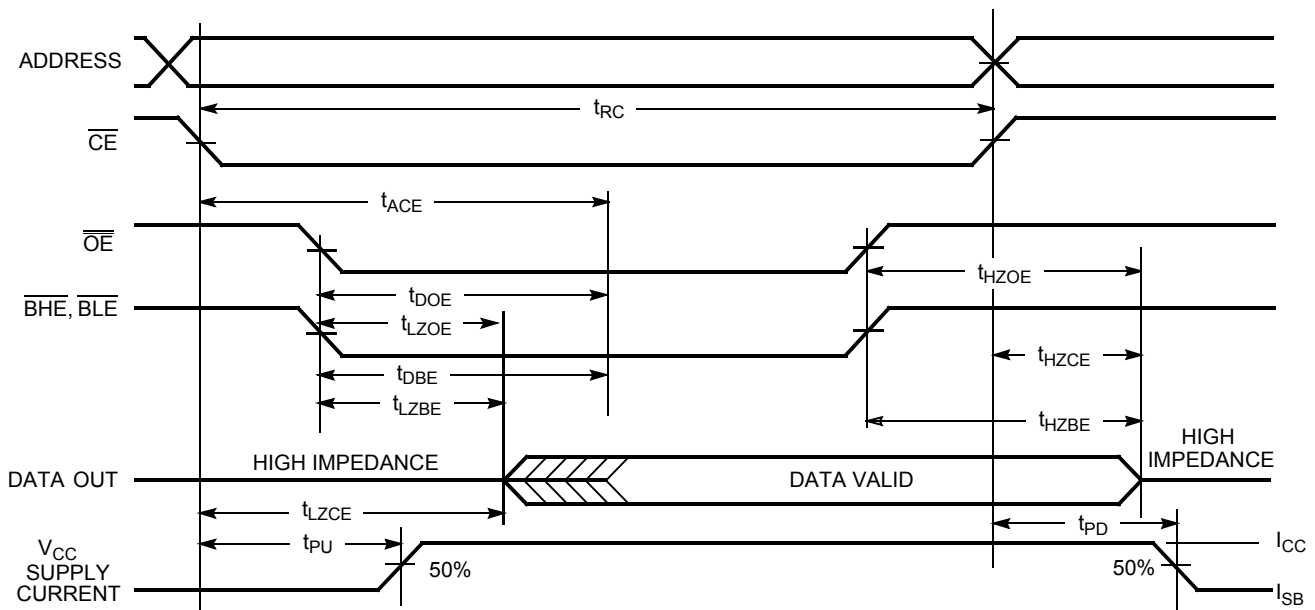 ADDRESS
tRC
CE
tACE
OE
tHZOE
tDOE
BHE, BLE
tLZOE
tHZCE
tDBE
tLZBE
tHZBE
HIGH IMPEDANCE
HIGH
IMPEDANCE
DATA OUT
DATA VALID
tLZCE
tPD
tPU
VCC
SUPPLY
CURRENT
50%
50%
ICC
ISB